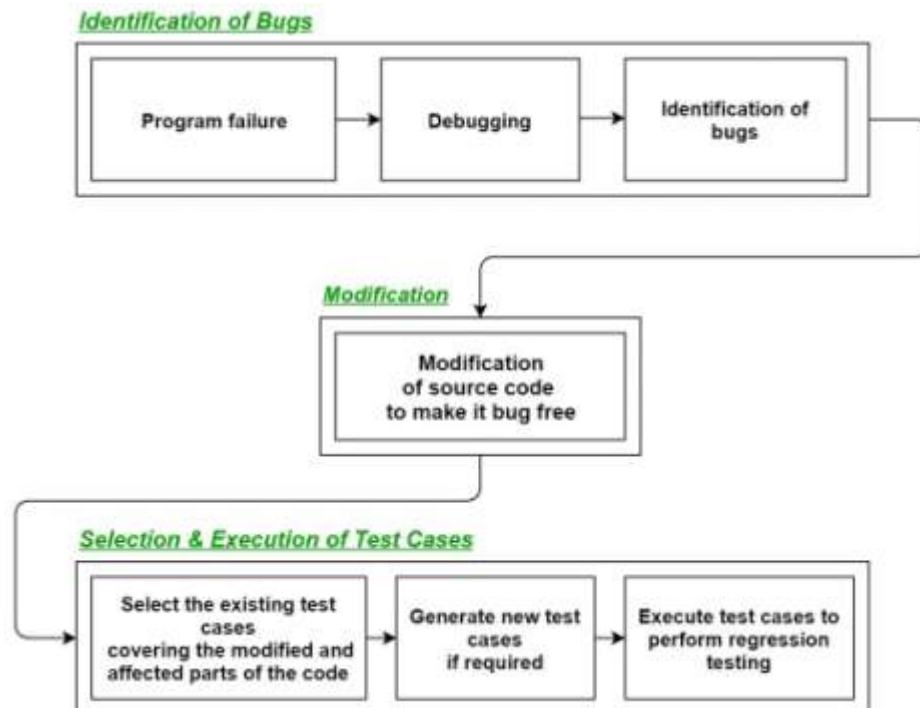 Identification of Bugs
Program failure
Debugging
Identification of
bugs
Modification
Modification
of source code
to make it bug free
Selection & Execution of Test Cases
Select the existing test
cases
covering the modified and
affected parts of the code
Generate new test
cases
if required
Execute test cases to
perform regression
testing